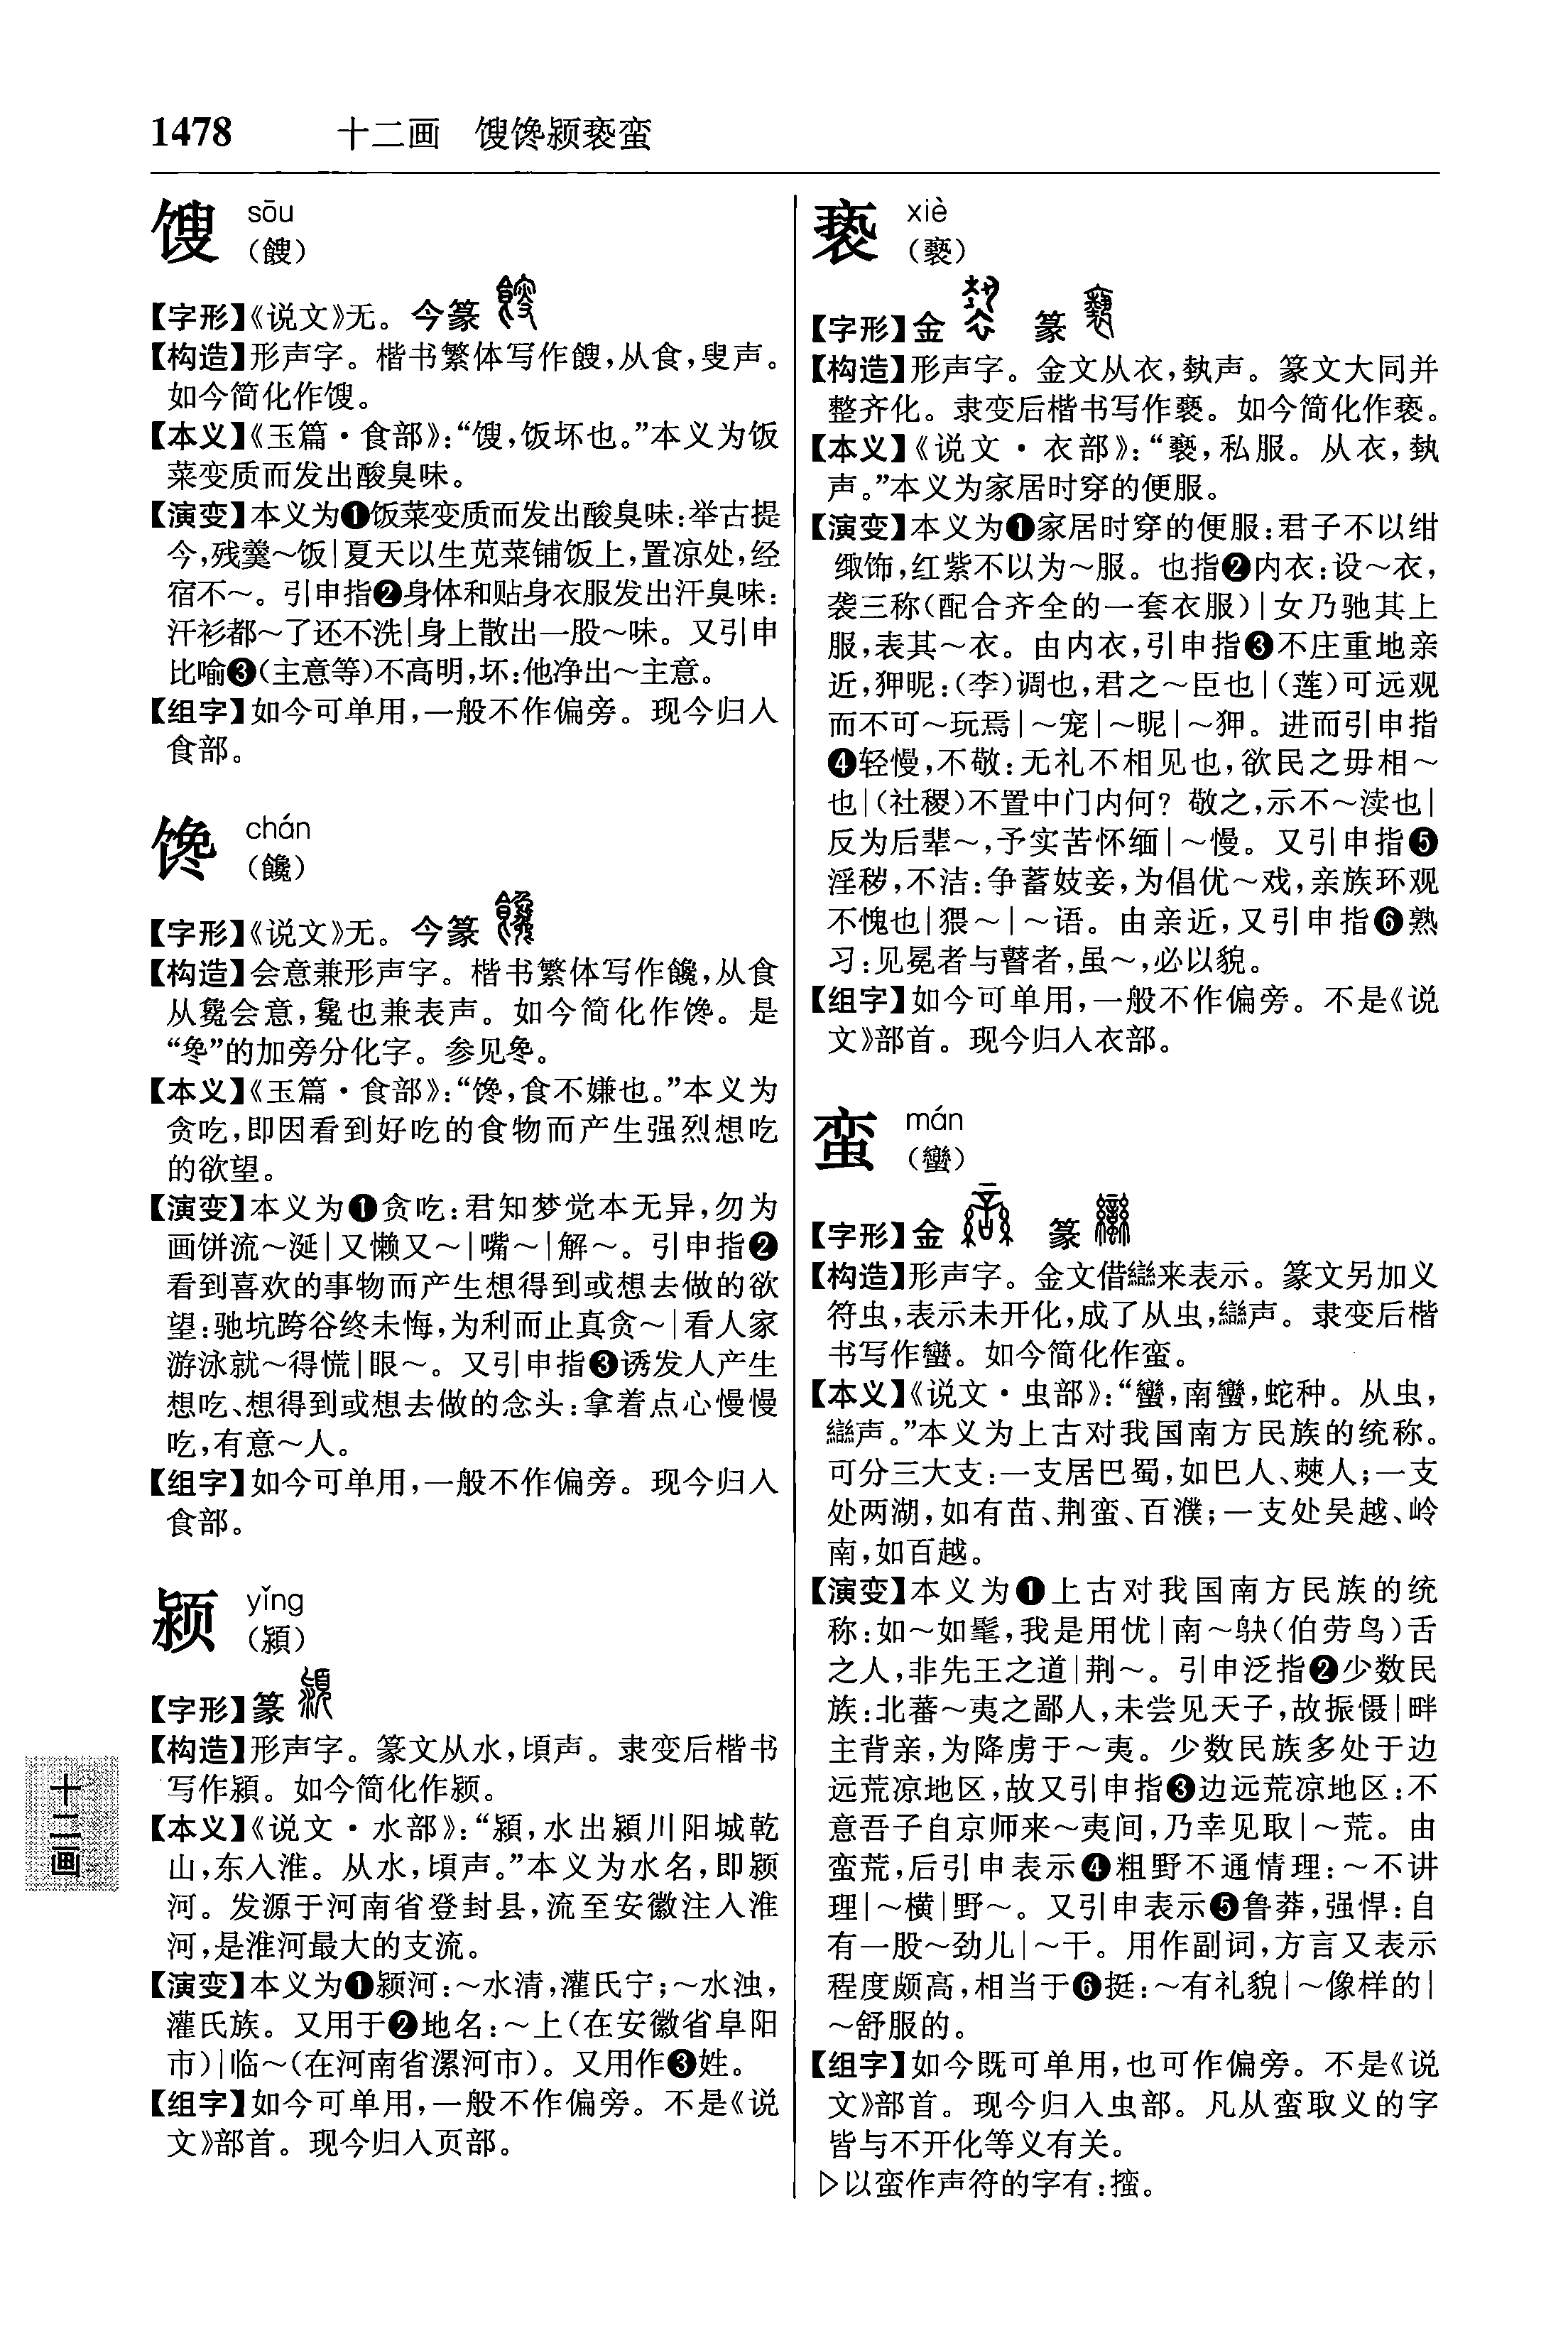 1478 十二画 馊馋颍亵蛮
馊 sōu
（餿）
【字形】《说文》无。今篆
【构造】形声字。楷书繁体写作餿，从食，叟声。
如今简化作馊。
【本义】《玉篇·食部》：“馊，饭坏也。”本义为饭
菜变质而发出酸臭味。
【演变】本义为❶饭菜变质而发出酸臭味：举古提
今，残羹～饭｜夏天以生苋菜铺饭上，置凉处，经
宿不～。引申指❷身体和贴身衣服发出汗臭味：
汗衫都～了还不洗｜身上散出一股～味。又引申
比喻❸（主意等）不高明，坏：他净出～主意。
【组字】如今可单用，一般不作偏旁。现今归入
食部。
馋 chán
（饞）
【字形】《说文》无。今篆
【构造】会意兼形声字。楷书繁体写作饞，从食
从毚会意，毚也兼表声。如今简化作馋。是
“毚”的加旁分化字。参见毚。
【本义】《玉篇·食部》：“馋，食不嫌也。”本义为
贪吃，即因看到好吃的食物而产生强烈想吃
的欲望。
【演变】本义为❶贪吃：君知梦觉本无异，勿为
画饼流～涎｜又懒又～｜嘴～｜解～。引申指❷
看到喜欢的事物而产生想得到或想去做的欲
望：驰坑跨谷终未悔，为利而止真贪～｜看人家
游泳就～得慌｜眼～。又引申指❸诱发人产生
想吃、想得到或想去做的念头：拿着点心慢慢
吃，有意～人。
【组字】如今可单用，一般不作偏旁。现今归入
食部。
颍 yǐng
（潁）
【字形】篆
【构造】形声字。篆文从水，頃声。隶变后楷书
写作潁。如今简化作颍。
【本义】《说文·水部》：“潁，水出潁川阳城乾
山，东入淮。从水，頃声。”本义为水名，即颍
河。发源于河南省登封县，流至安徽注入淮
河，是淮河最大的支流。
【演变】本义为❶颍河：～水清，灌氏宁；～水浊，
灌氏族。又用于❷地名：～上（在安徽省阜阳
市）｜临～（在河南省漯河市）。又用作❸姓。
【组字】如今可单用，一般不作偏旁。不是《说
文》部首。现今归入页部。
十二画
亵 xiè
（褻）
【字形】金 篆
【构造】形声字。金文从衣，埶声。篆文大同并
整齐化。隶变后楷书写作褻。如今简化作亵。
【本义】《说文·衣部》：“褻，私服。从衣，埶
声。”本义为家居时穿的便服。
【演变】本义为❶家居时穿的便服：君子不以绀
緅饰，红紫不以为～服。也指❷内衣：设～衣，
袭三称（配合齐全的一套衣服）｜女乃驰其上
服，表其～衣。由内衣，引申指❸不庄重地亲
近，狎昵：（李）调也，君之～臣也｜（莲）可远观
而不可～玩焉｜～宠｜～昵｜～狎。进而引申指
❹轻慢，不敬：无礼不相见也，欲民之毋相～
也｜（社稷）不置中门内何？敬之，示不～渎也｜
反为后辈～，予实苦怀缅｜～慢。又引申指❺
淫秽，不洁：争蓄妓妾，为倡优～戏，亲族环观
不愧也｜猥～｜～语。由亲近，又引申指❻熟
习：见冕者与瞽者，虽～，必以貌。
【组字】如今可单用，一般不作偏旁。不是《说
文》部首。现今归入衣部。
蛮 mán
（蠻）
【字形】金 篆
【构造】形声字。金文借䜌来表示。篆文另加义
符虫，表示未开化，成了从虫，䜌声。隶变后楷
书写作蠻。如今简化作蛮。
【本义】《说文·虫部》：“蠻，南蠻，蛇种。从虫，
䜌声。”本义为上古对我国南方民族的统称。
可分三大支：一支居巴蜀，如巴人、僰人；一支
处两湖，如有苗、荆蛮、百濮；一支处吴越、岭
南，如百越。
【演变】本义为❶上古对我国南方民族的统
称：如～如髦，我是用忧｜南～鴃（伯劳鸟）舌
之人，非先王之道｜荆～。引申泛指❷少数民
族：北蕃～夷之鄙人，未尝见天子，故振慑｜畔
主背亲，为降虏于～夷。少数民族多处于边
远荒凉地区，故又引申指❸边远荒凉地区：不
意吾子自京师来～夷间，乃幸见取｜～荒。由
蛮荒，后引申表示❹粗野不通情理：～不讲
理｜～横｜野～。又引申表示❺鲁莽，强悍：自
有一股～劲儿｜～干。用作副词，方言又表示
程度颇高，相当于❻挺：～有礼貌｜～像样的｜
～舒服的。
【组字】如今既可单用，也可作偏旁。不是《说
文》部首。现今归入虫部。凡从蛮取义的字
皆与不开化等义有关。
▷以蛮作声符的字有：㨲。